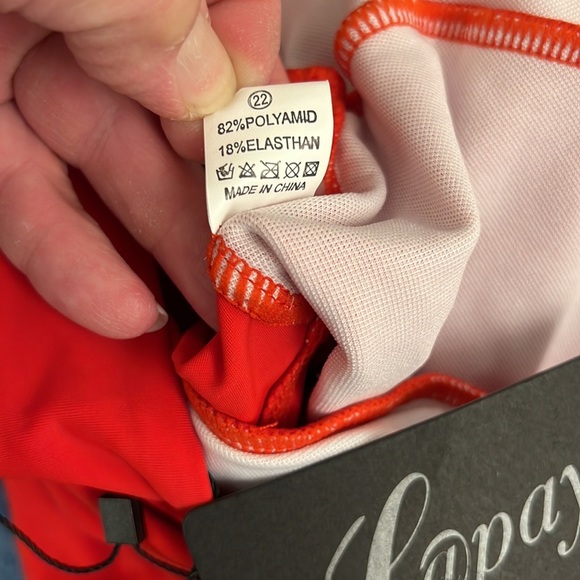 22
82%POLYAMID
18%ELASTHAN
MADE IN CHINA